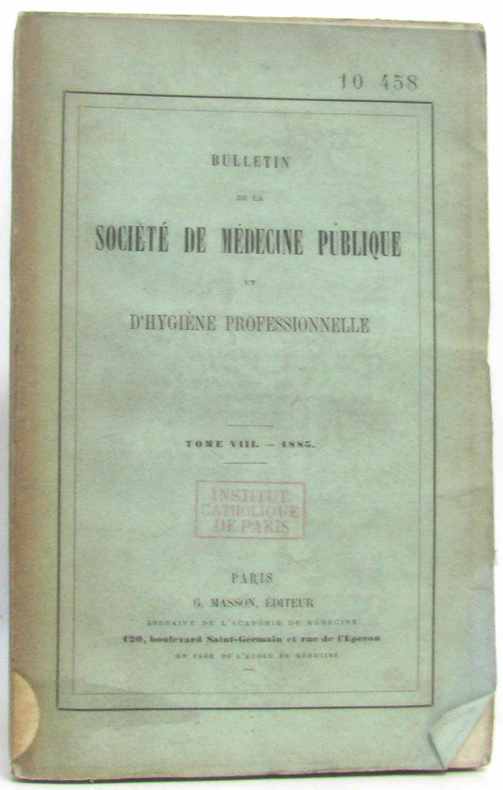 10 458
BULLETIN
DE LA
SOCIÉTÉ DE MÉDECINE PUBLIQUE
ET
D'HYGIÈNE PROFESSIONNELLE
TOME VIII. — 1885.
INSTITUT
CATHOLIQUE
DE PARIS
PARIS
G. MASSON, ÉDITEUR
LIBRAIRE DE L'ACADÉMIE DE MÉDECINE
120, boulevard Saint-Germain et rue de l'Eperon
EN FACE DE L'ÉCOLE DE MÉDECINE